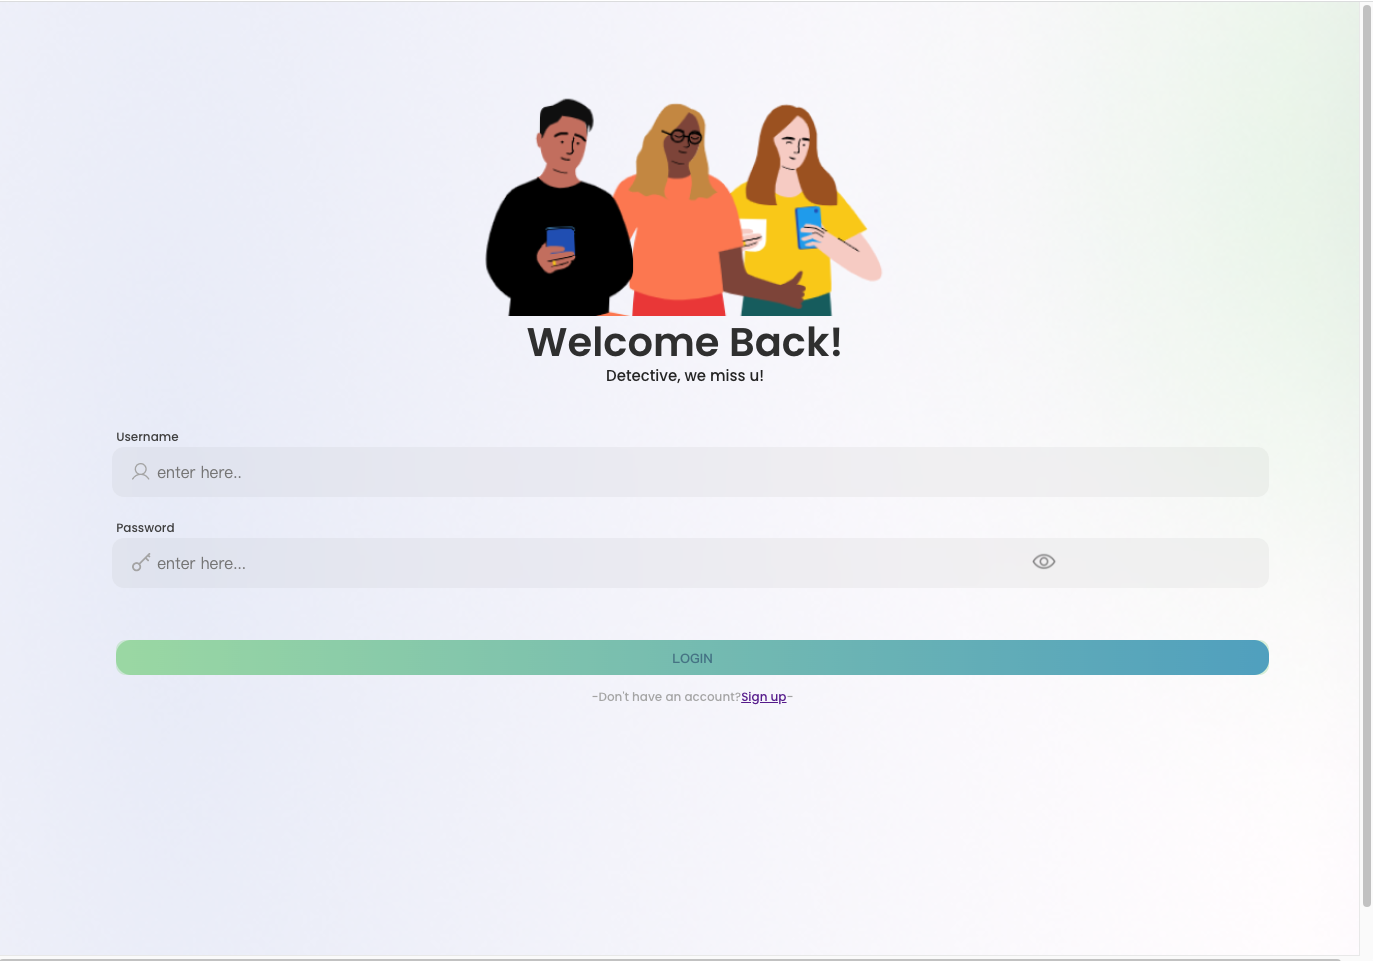 Welcome Back!
Detective, we miss u!
Username
enter here..
Password
enter here...
LOGIN
-Don't have an account?Sign up-